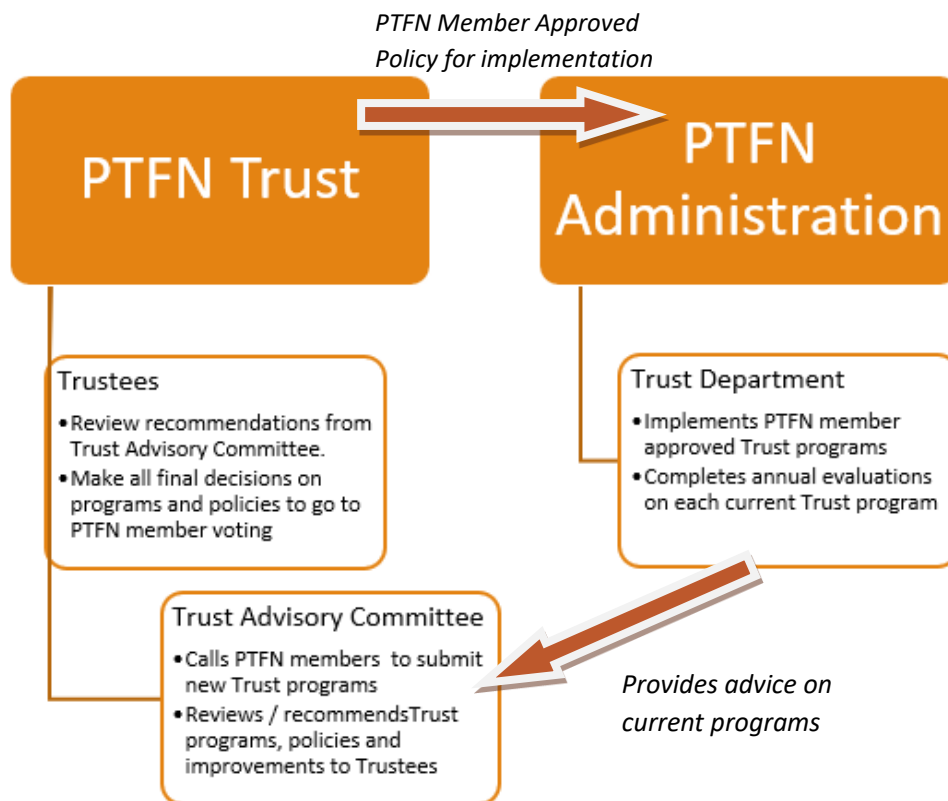 PTFN Member Approved
Policy for implementation
PTFN Trust
PTFN
Administration
Trustees
•Review recommendations from
Trust Advisory Committee.
•Make all final decisions on
programs and policies to go to
PTFN member voting
Trust Department
•Implements PTFN member
approved Trust programs
•Completes annual evaluations
on each current Trust program
Trust Advisory Committee
•Calls PTFN members to submit
new Trust programs
•Reviews / recommendsTrust
programs, policies and
improvements to Trustees
Provides advice on
current programs